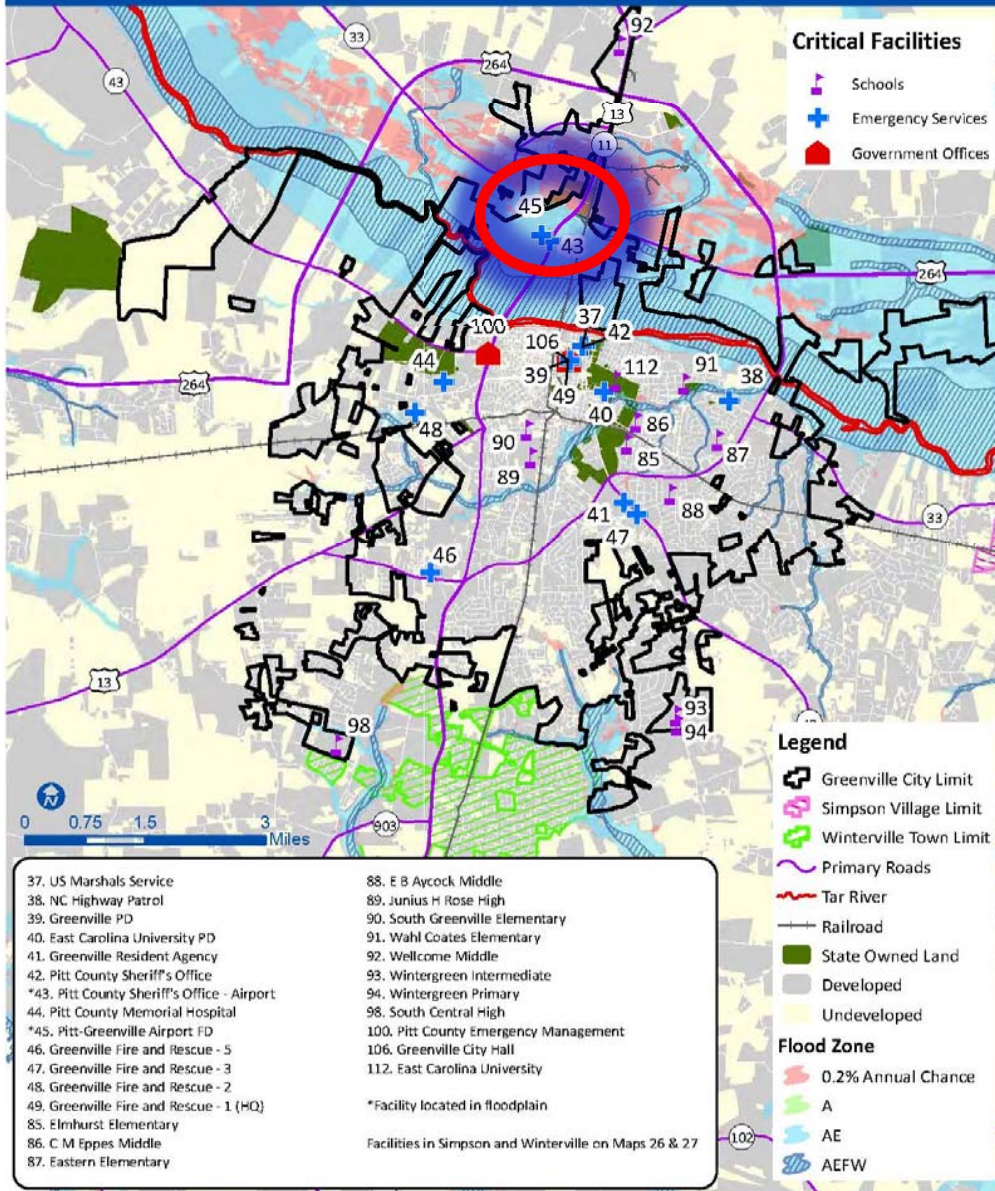 92
33
264
43
13
11
45
43
264
37
42
100
106
44
112
91
38
39
49
40
264
48
86
90
85
87
89
88
41
33
47
46
13
93
94
98
N
0 0.75 1.5 3
Miles
903
102
Critical Facilities
Schools
Emergency Services
Government Offices
Legend
Greenville City Limit
Simpson Village Limit
Winterville Town Limit
Primary Roads
Tar River
Railroad
State Owned Land
Developed
Undeveloped
Flood Zone
0.2% Annual Chance
A
AE
AEFW
37. US Marshals Service
38. NC Highway Patrol
39. Greenville PD
40. East Carolina University PD
41. Greenville Resident Agency
42. Pitt County Sheriff's Office
*43. Pitt County Sheriff's Office - Airport
44. Pitt County Memorial Hospital
*45. Pitt-Greenville Airport FD
46. Greenville Fire and Rescue - 5
47. Greenville Fire and Rescue - 3
48. Greenville Fire and Rescue - 2
49. Greenville Fire and Rescue - 1 (HQ)
85. Elmhurst Elementary
86. C M Eppes Middle
87. Eastern Elementary
88. E B Aycock Middle
89. Junius H Rose High
90. South Greenville Elementary
91. Wahl Coates Elementary
92. Wellcome Middle
93. Wintergreen Intermediate
94. Wintergreen Primary
98. South Central High
100. Pitt County Emergency Management
106. Greenville City Hall
112. East Carolina University
*Facility located in floodplain
Facilities in Simpson and Winterville on Maps 26 & 27